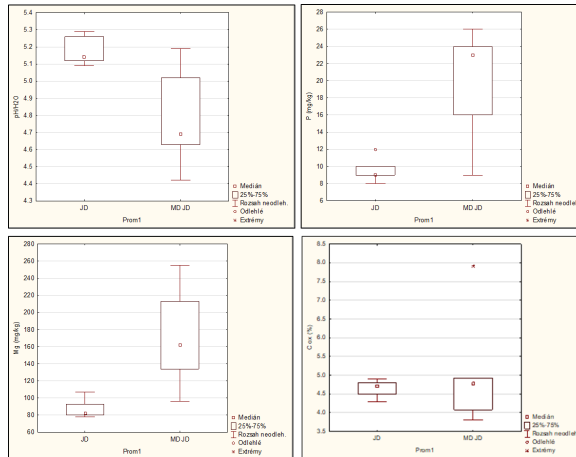 5.4
5.3
5.2
5.1
5.0
4.9
4.8
4.7
4.6
4.5
4.4
4.3
pH/H2O
JD
MD JD
Prom1
Medián
25%-75%
Rozsah neodleh.
Odlehlé
Extrémy
28
26
24
22
20
18
16
14
12
10
8
6
P (mg/kg)
JD
MD JD
Prom1
Medián
25%-75%
Rozsah neodleh.
Odlehlé
Extrémy
280
260
240
220
200
180
160
140
120
100
80
60
Mg (mg/kg)
JD
MD JD
Prom1
Medián
25%-75%
Rozsah neodleh.
Odlehlé
Extrémy
8.5
8.0
7.5
7.0
6.5
6.0
5.5
5.0
4.5
4.0
3.5
C ox (%)
JD
MD JD
Prom1
Medián
25%-75%
Rozsah neodleh.
Odlehlé
Extrémy